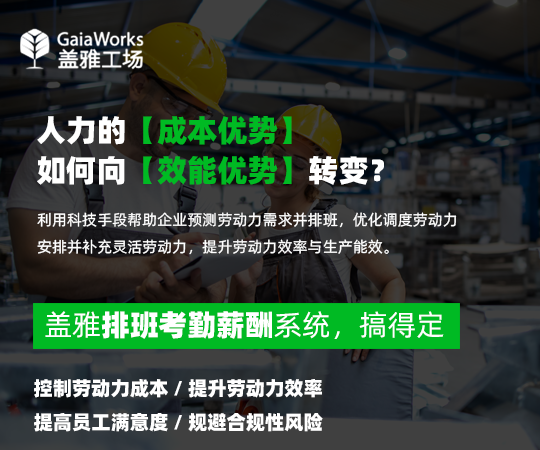 GaiaWorks
盖雅工场
人力的【成本优势】
如何向【效能优势】转变？
利用科技手段帮助企业预测劳动力需求并排班，优化调度劳动力
安排并补充灵活劳动力，提升劳动力效率与生产能效。
盖雅排班考勤薪酬系统，搞得定
控制劳动力成本 / 提升劳动力效率
提高员工满意度 / 规避合规性风险